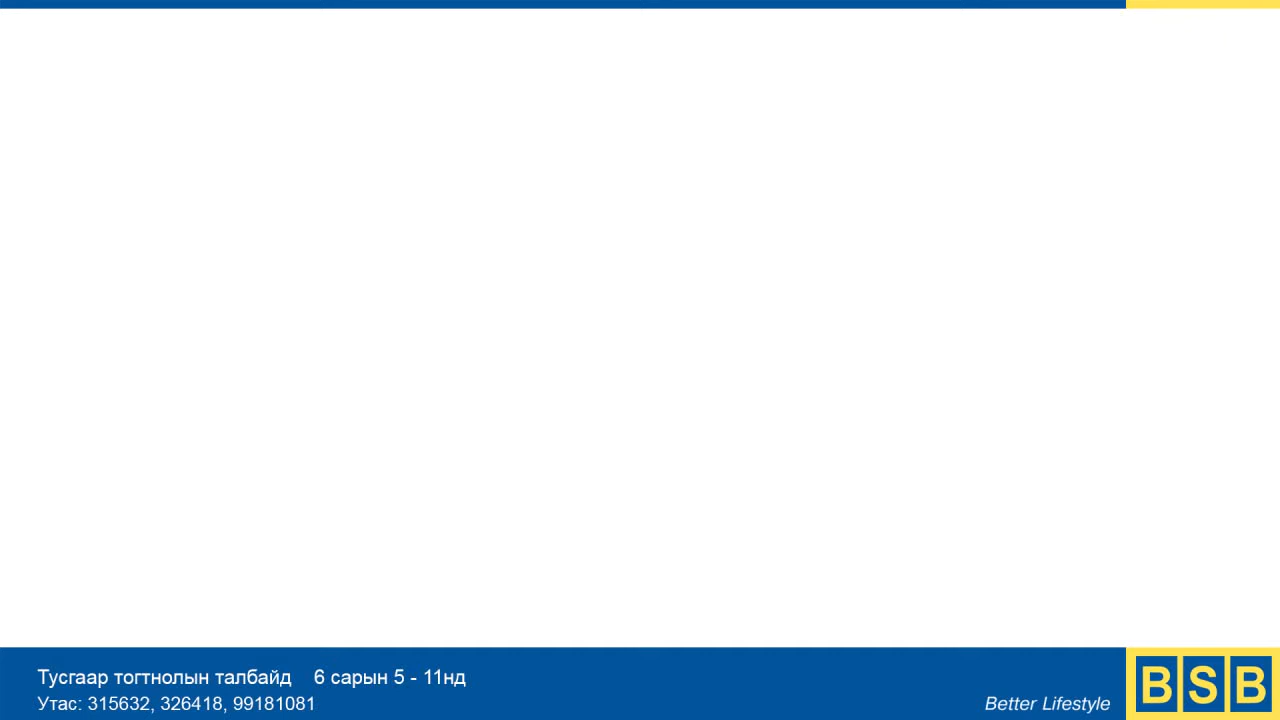 Тусгаар тогтнолын талбайд 6 сарын 5 - 11нд
Утас: 315632, 326418, 99181081
Better Lifestyle
BSB